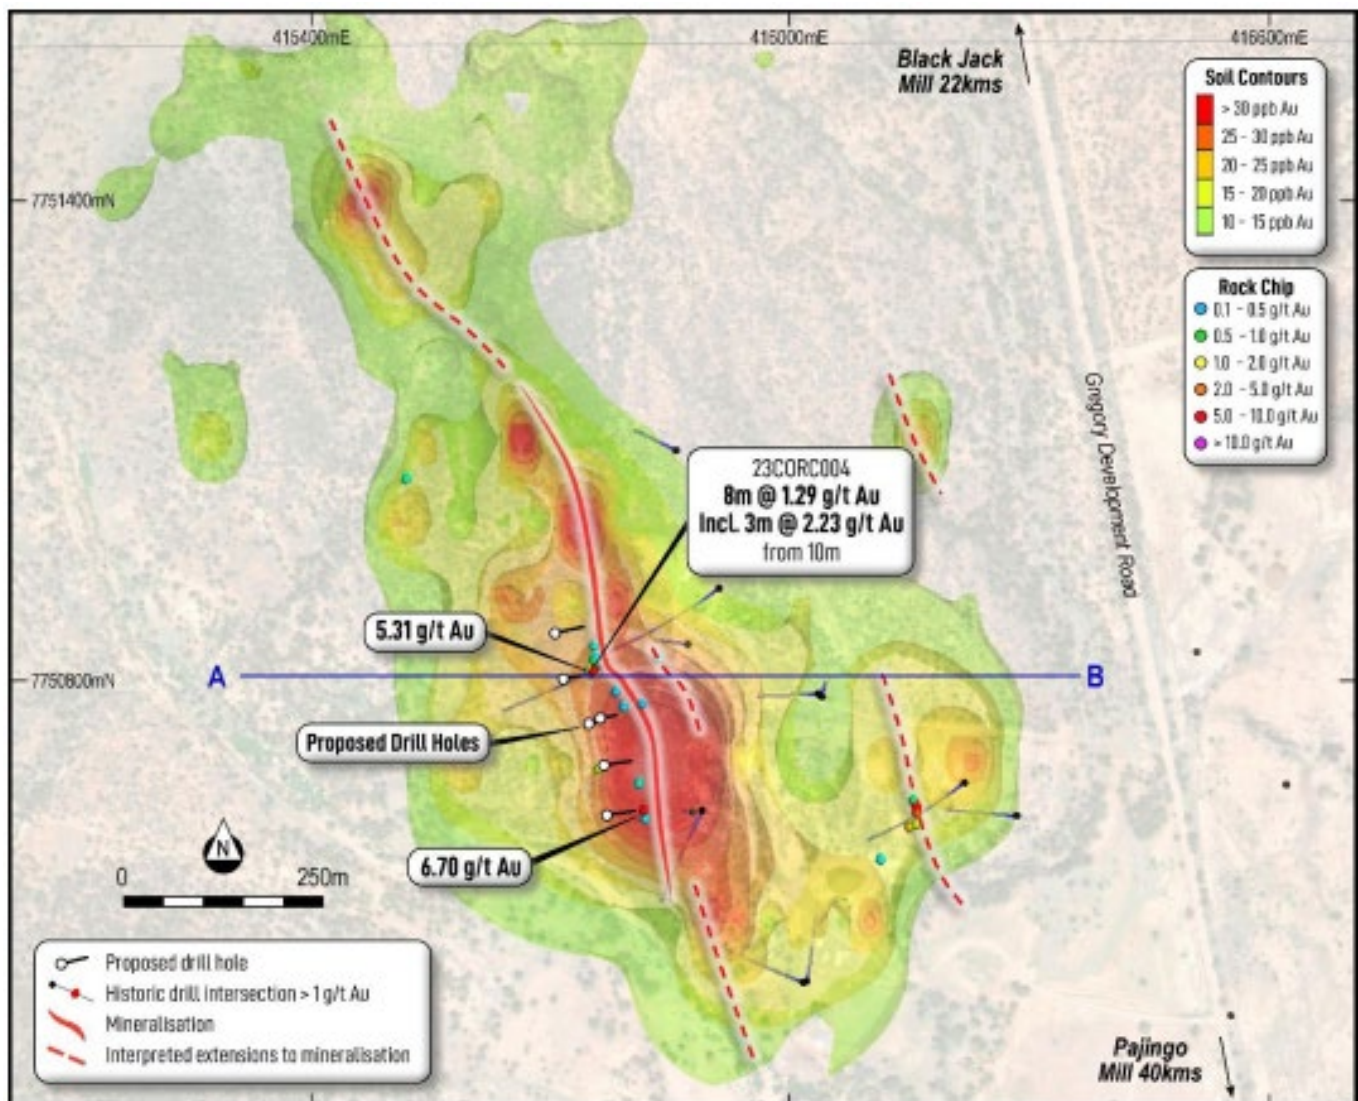 415400mE
415000mE
416600mE
Black Jack
Mill 22kms
Soil Contours
> 30 ppb Au
25 - 30 ppb Au
20 - 25 ppb Au
15 - 20 ppb Au
10 - 15 ppb Au
7751400mN
Rock Chip
0.1 - 0.5 g/t Au
0.5 - 1.0 g/t Au
1.0 - 2.0 g/t Au
2.0 - 5.0 g/t Au
5.0 - 10.0 g/t Au
> 10.0 g/t Au
Gregory Development Road
23CORC004
8m @ 1.29 g/t Au
Incl. 3m @ 2.23 g/t Au
from 10m
5.31 g/t Au
7750800mN
A
B
Proposed Drill Holes
N
0
250m
6.70 g/t Au
Proposed drill hole
Historic drill intersection > 1 g/t Au
Mineralisation
Interpreted extensions to mineralisation
Pajingo
Mill 40kms